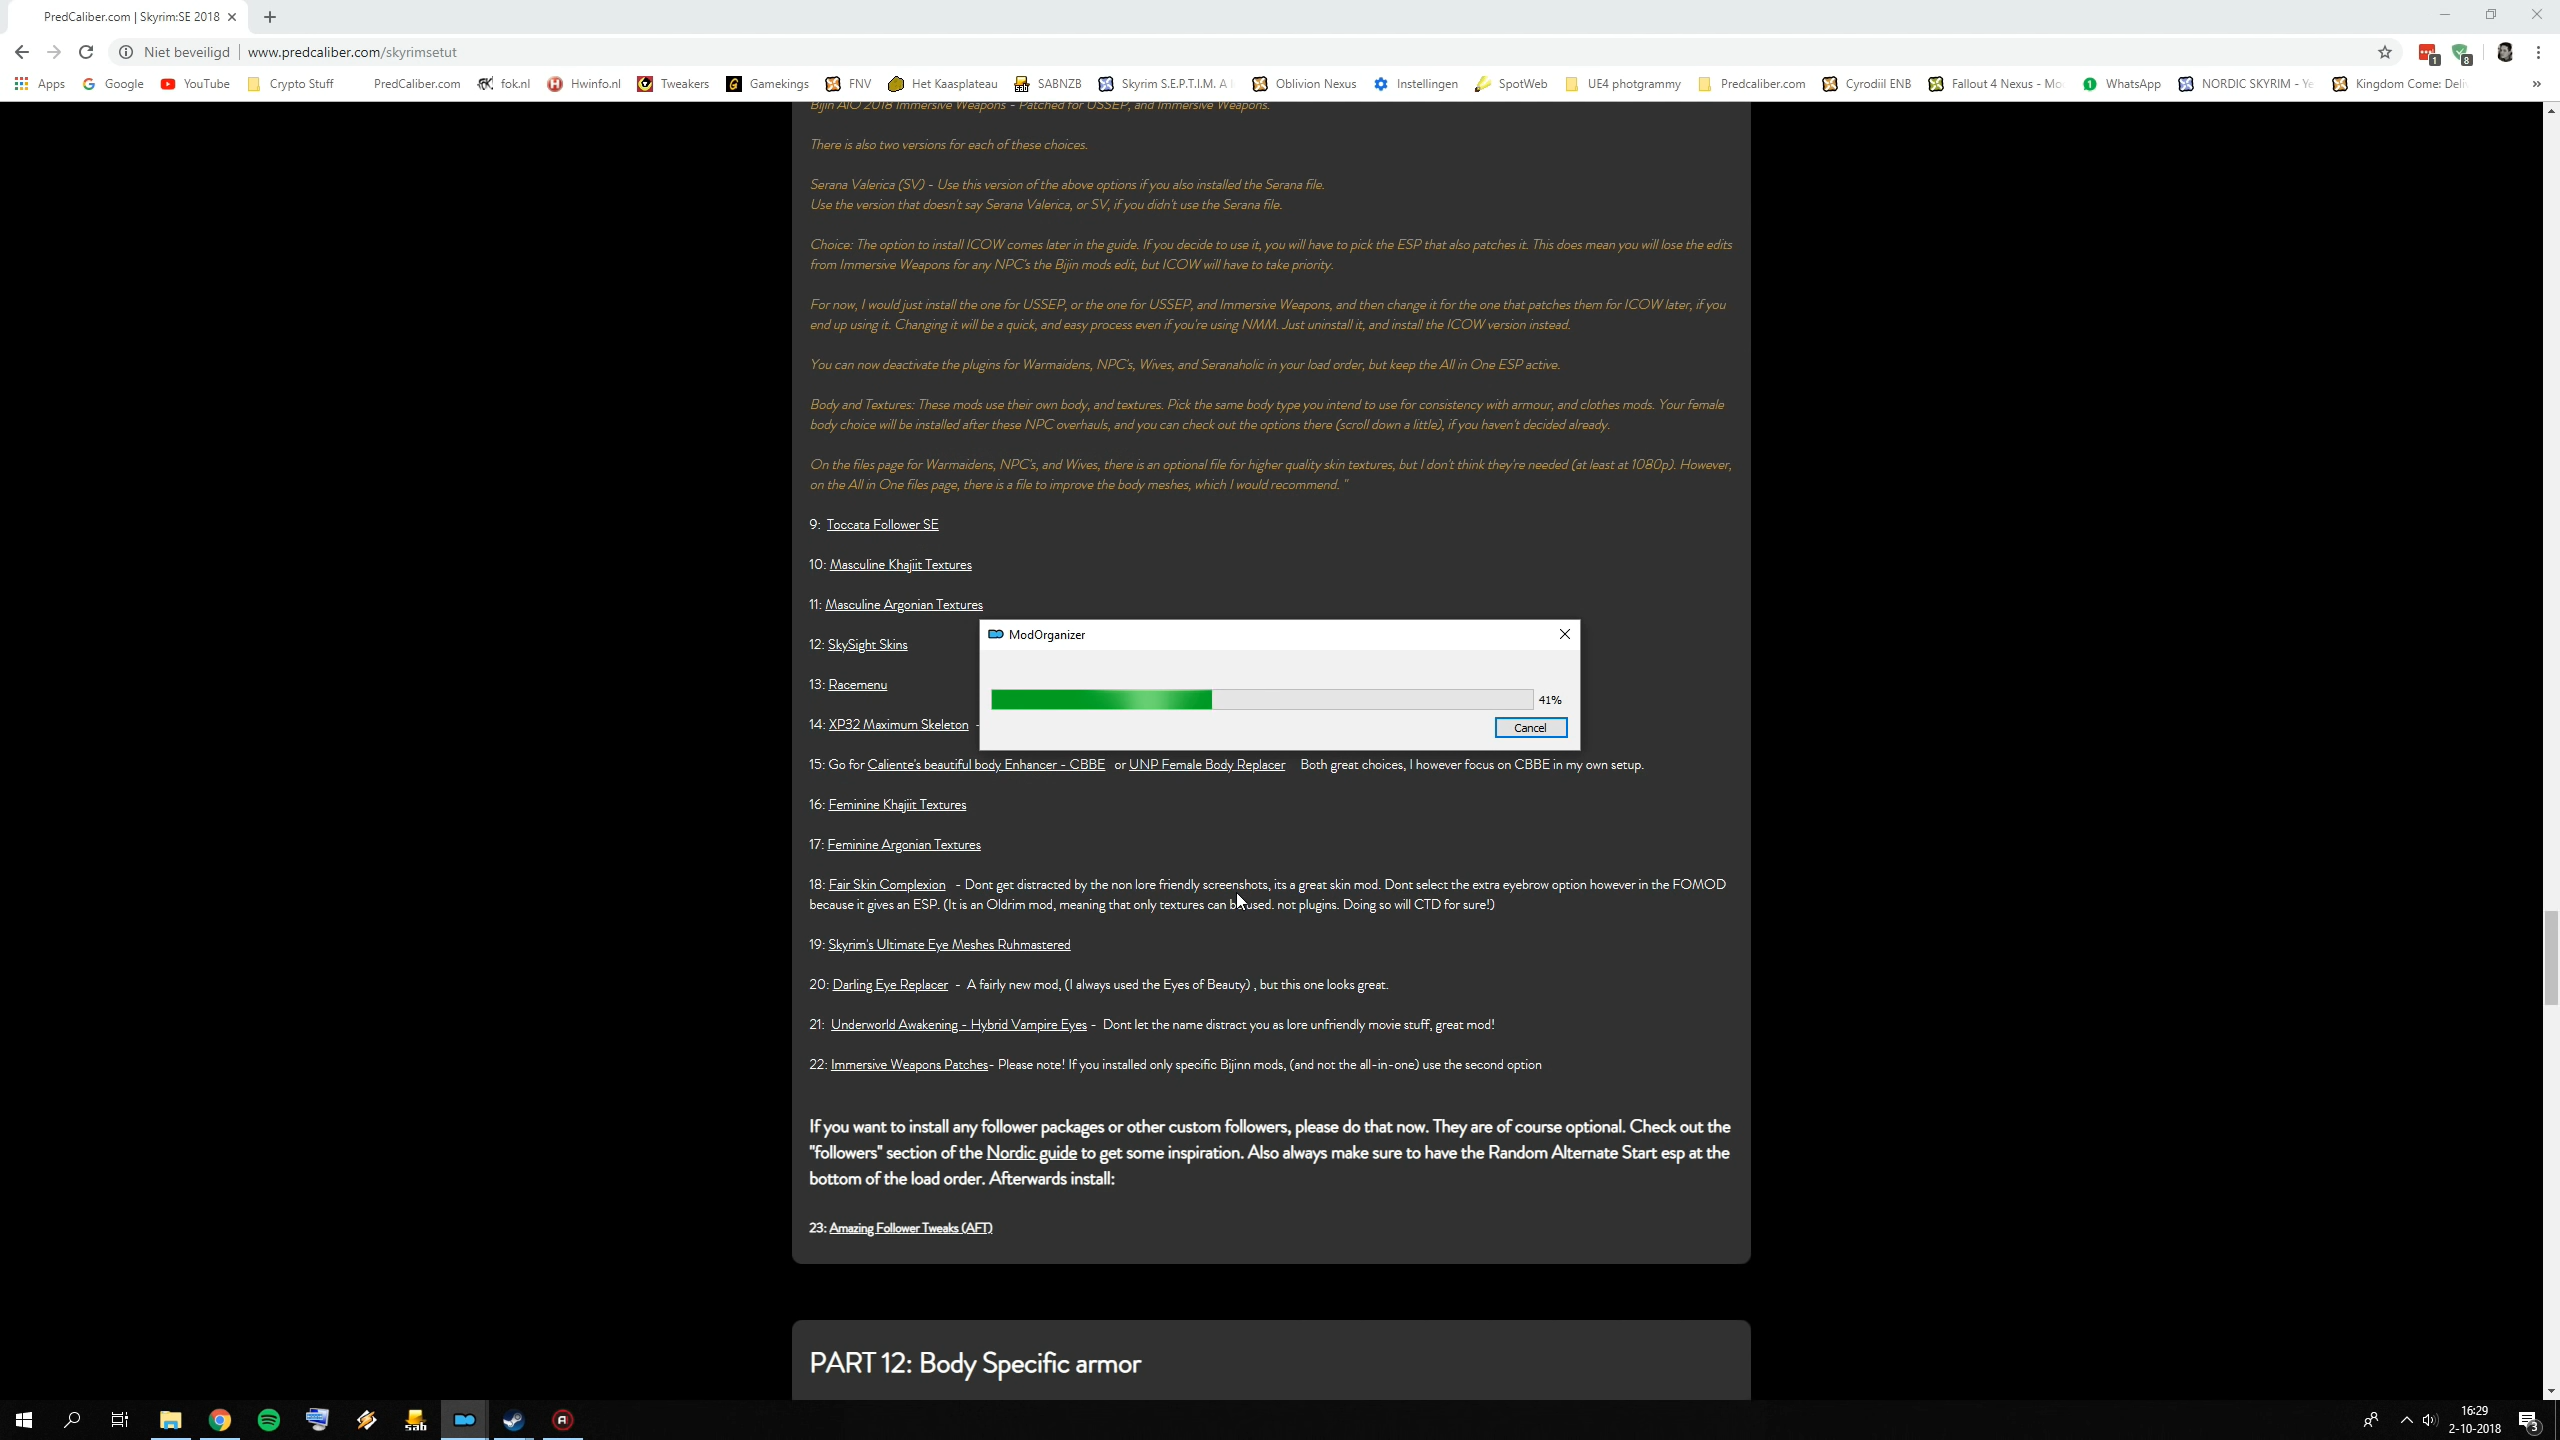 PredCaliber.com | Skyrim:SE 2018
Niet beveiligd | www.predcaliber.com/skyrimsetut
1
8
Apps Google YouTube Crypto Stuff PredCaliber.com fok.nl Hwinfo.nl Tweakers Gamekings FNV Het Kaasplateau SABNZB Skyrim S.E.P.T.I.M. A Oblivion Nexus Instellingen SpotWeb UE4 photgrammy Predcaliber.com Cyrodiil ENB Fallout 4 Nexus - Mo WhatsApp NORDIC SKYRIM - Ye Kingdom Come: Deli »
Bijin AIO 2018 Immersive Weapons - Patched for USSEP, and Immersive Weapons.
There is also two versions for each of these choices.
Serana Valerica (SV) - Use this version of the above options if you also installed the Serana file.
Use the version that doesn't say Serana Valerica, or SV, if you didn't use the Serana file.
Choice: The option to install ICOW comes later in the guide. If you decide to use it, you will have to pick the ESP that also patches it. This does mean you will lose the edits
from Immersive Weapons for any NPC's the Bijin mods edit, but ICOW will have to take priority.
For now, I would just install the one for USSEP, or the one for USSEP, and Immersive Weapons, and then change it for the one that patches them for ICOW later, if you
end up using it. Changing it will be a quick, and easy process even if you're using NMM. Just uninstall it, and install the ICOW version instead.
You can now deactivate the plugins for Warmaidens, NPC's, Wives, and Seranaholic in your load order, but keep the All in One ESP active.
Body and Textures: These mods use their own body, and textures. Pick the same body type you intend to use for consistency with armour, and clothes mods. Your female
body choice will be installed after these NPC overhauls, and you can check out the options there (scroll down a little), if you haven't decided already.
On the files page for Warmaidens, NPC's, and Wives, there is an optional file for higher quality skin textures, but I don't think they're needed (at least at 1080p). However,
on the All in One files page, there is a file to improve the body meshes, which I would recommend. "
9: Toccata Follower SE
10: Masculine Khajiit Textures
11: Masculine Argonian Textures
12: SkySight Skins
13: Racemenu
14: XP32 Maximum Skeleton -
ModOrganizer
41%
Cancel
15: Go for Caliente's beautiful body Enhancer - CBBE or UNP Female Body Replacer Both great choices, I however focus on CBBE in my own setup.
16: Feminine Khajiit Textures
17: Feminine Argonian Textures
18: Fair Skin Complexion - Dont get distracted by the non lore friendly screenshots, its a great skin mod. Dont select the extra eyebrow option however in the FOMOD
because it gives an ESP. (It is an Oldrim mod, meaning that only textures can used. not plugins. Doing so will CTD for sure!)
19: Skyrim's Ultimate Eye Meshes Ruhmastered
20: Darling Eye Replacer - A fairly new mod, (I always used the Eyes of Beauty) , but this one looks great.
21: Underworld Awakening - Hybrid Vampire Eyes - Dont let the name distract you as lore unfriendly movie stuff, great mod!
22: Immersive Weapons Patches- Please note! If you installed only specific Bijinn mods, (and not the all-in-one) use the second option
If you want to install any follower packages or other custom followers, please do that now. They are of course optional. Check out the
"followers" section of the Nordic guide to get some inspiration. Also always make sure to have the Random Alternate Start esp at the
bottom of the load order. Afterwards install:
23: Amazing Follower Tweaks (AFT)
PART 12: Body Specific armor
sab
16:29
2-10-2018
3